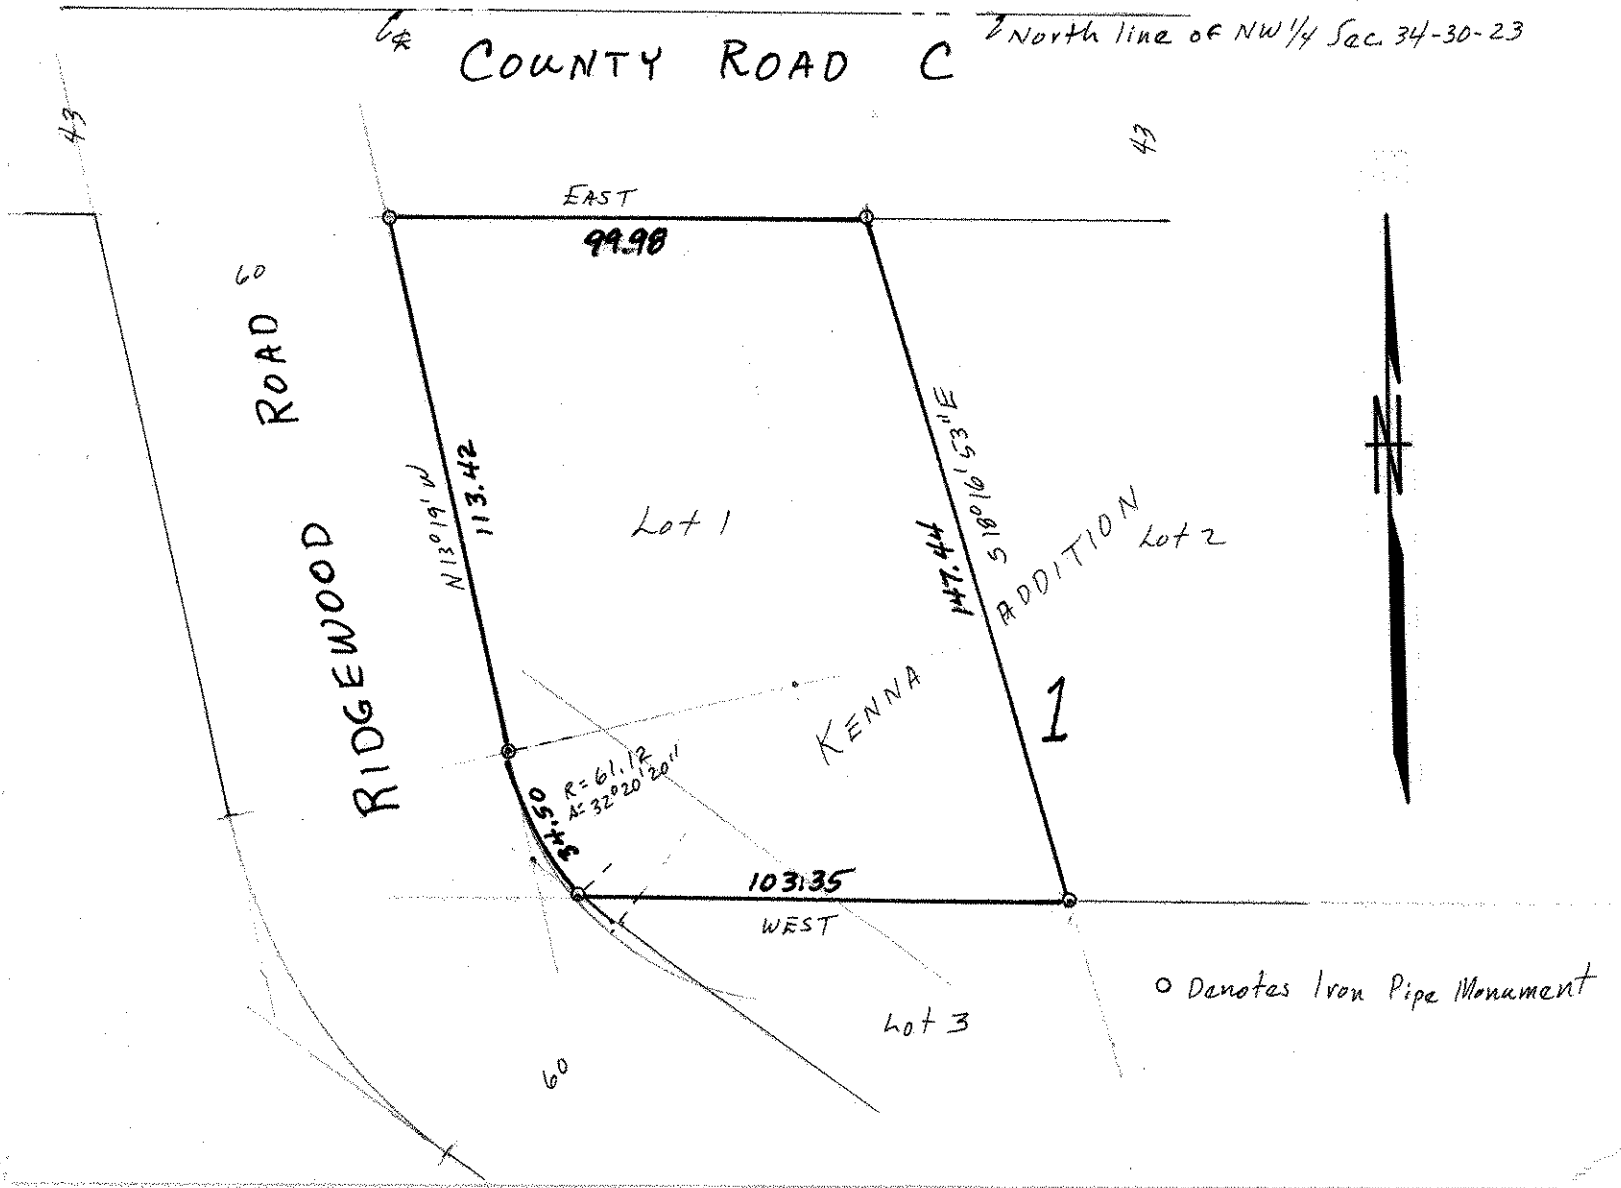 ℄
North line of NW 1/4 Sec. 34-30-23
COUNTY ROAD C
43
43
EAST
99.98
60
RIDGEWOOD ROAD
N13°19'W
113.42
Lot 1
S18°16'53"E
147.44
Lot 2
KENNA ADDITION
1
R=61.12
Δ=32°20'20"
34.50
103.35
WEST
N
o Denotes Iron Pipe Monument
Lot 3
60